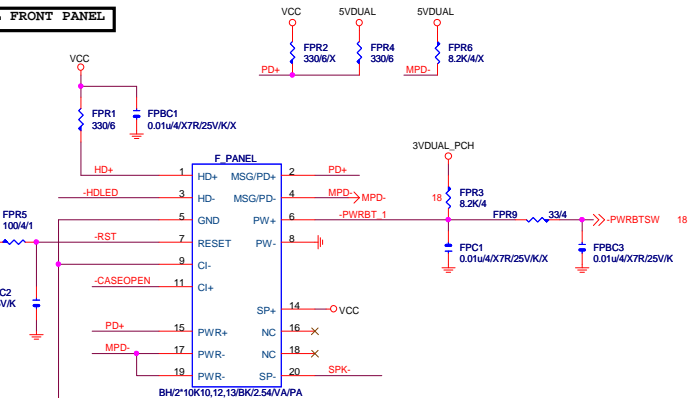 FRONT PANEL
VCC
5VDUAL
5VDUAL
FPR2
330/6/X
FPR4
330/6
FPR6
8.2K/4/X
PD+
MPD-
VCC
FPR1
330/6
FPBC1
0.01u/4/X7R/25V/K/X
F_PANEL
3VDUAL_PCH
HD+
1
HD+
MSG/PD+
2
PD+
-HDLED
3
HD-
MSG/PD-
4
MPD-
MPD-
18
FPR3
8.2K/4
5
GND
PW+
6
-PWRBT_1
FPR9
33/4
-PWRBTSW
18
FPR5
100/4/1
-RST
7
RESET
PW-
8
FPC1
0.01u/4/X7R/25V/K/X
FPBC3
0.01u/4/X7R/25V/K
9
CI-
-CASEOPEN
11
CI+
C2
V/K
SP+
14
VCC
PD+
15
PWR+
NC
16
MPD-
17
PWR-
NC
18
19
PWR-
SP-
20
SPK-
BH/2*10K10,12,13/BK/2.54/VA/PA